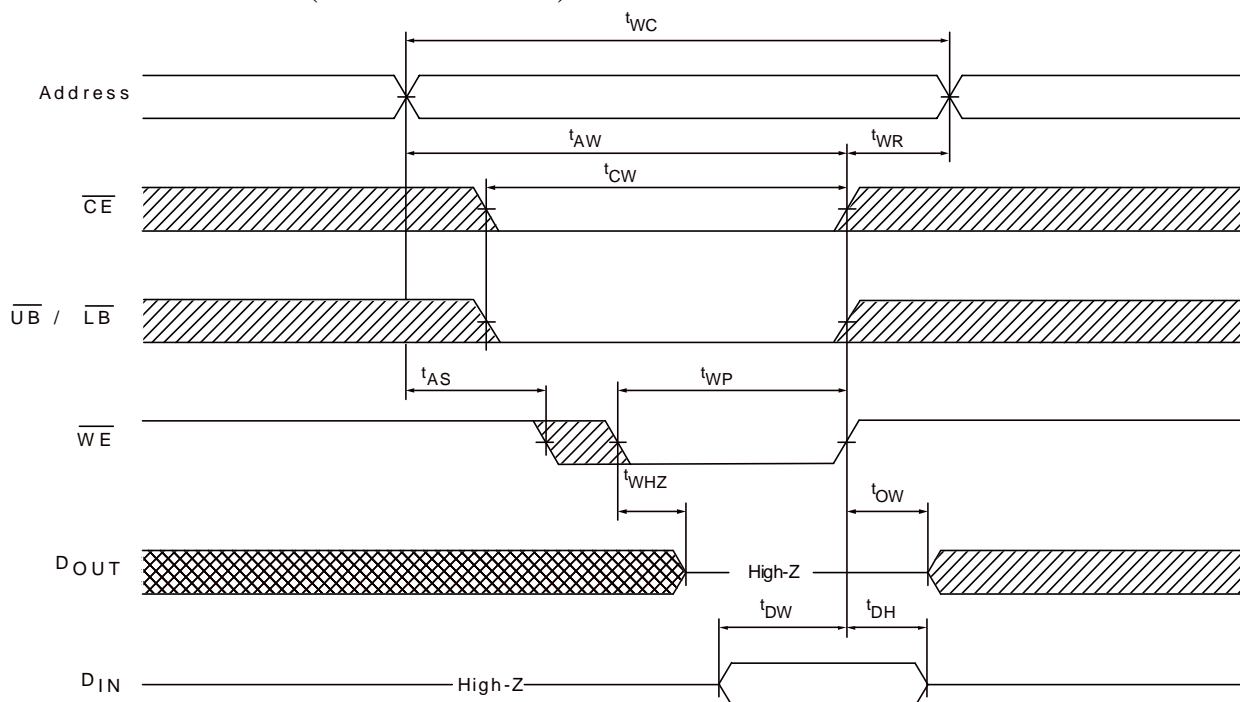 tWC
Address
tAW
tWR
tCW
CE
UB / LB
tAS
tWP
WE
tWHZ
tOW
DOUT
High-Z
tDW
tDH
DIN
High-Z